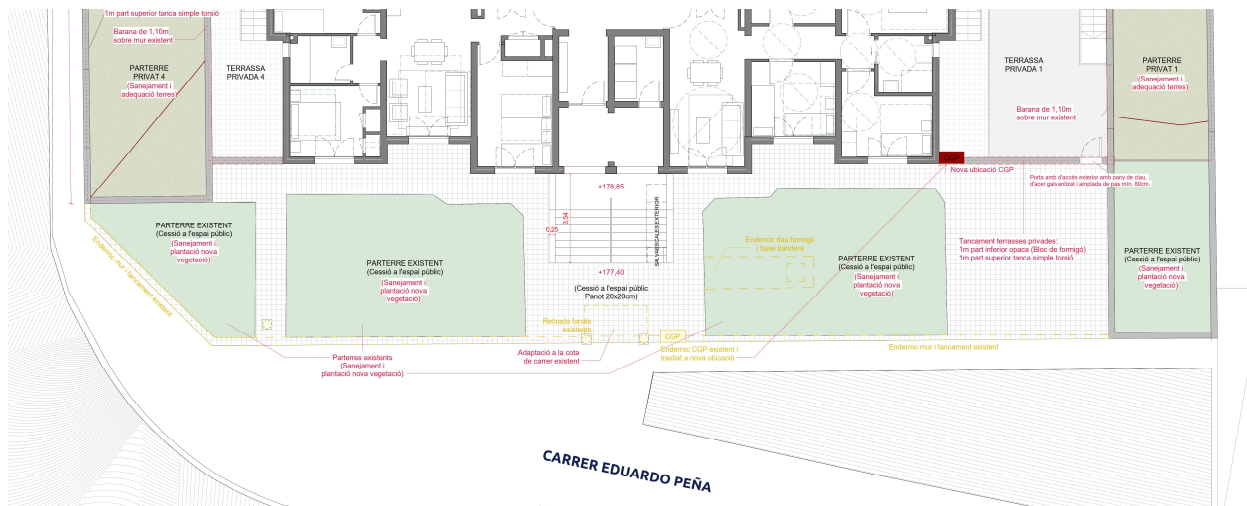 1m part superior tanca simple torsió
Barana de 1,10m
sobre mur existent
PARTERRE
PRIVAT 4
(Sanejament i
adequació terres)
TERRASSA
PRIVADA 4
TERRASSA
PRIVADA 1
PARTERRE
PRIVAT 1
(Sanejament i
adequació terres)
Barana de 1,10m
sobre mur existent
CGP
Nova ubicació CGP
Porta amb d'accés exterior amb pany de clau,
d'acer galvanitzat i amplada de pas mín. 80cm.
+178,85
3,54
0,25
SALVAESCALES EXTERIOR
+177,40
(Cessió a l'espai públic
Panot 20x20cm)
PARTERRE EXISTENT
(Cessió a l'espai públic)
(Sanejament i
plantació nova
vegetació)
Enderroc mur i tancament existent
PARTERRE EXISTENT
(Cessió a l'espai públic)
(Sanejament i
plantació nova
vegetació)
Enderroc dau formigó
i base bandera
PARTERRE EXISTENT
(Cessió a l'espai públic)
(Sanejament i
plantació nova
vegetació)
Tancament terrasses privades:
1m part inferior opaca (Bloc de formigó)
1m part superior tanca simple torsió
PARTERRE EXISTENT
(Cessió a l'espai públic)
(Sanejament i
plantació nova
vegetació)
Retirada fanals
existents
CGP
Parterres existents
(Sanejament i
plantació nova vegetació)
Adaptació a la cota
de carrer existent
Enderroc CGP existent i
trasllat a nova ubicació
Enderroc mur i tancament existent
CARRER EDUARDO PEÑA